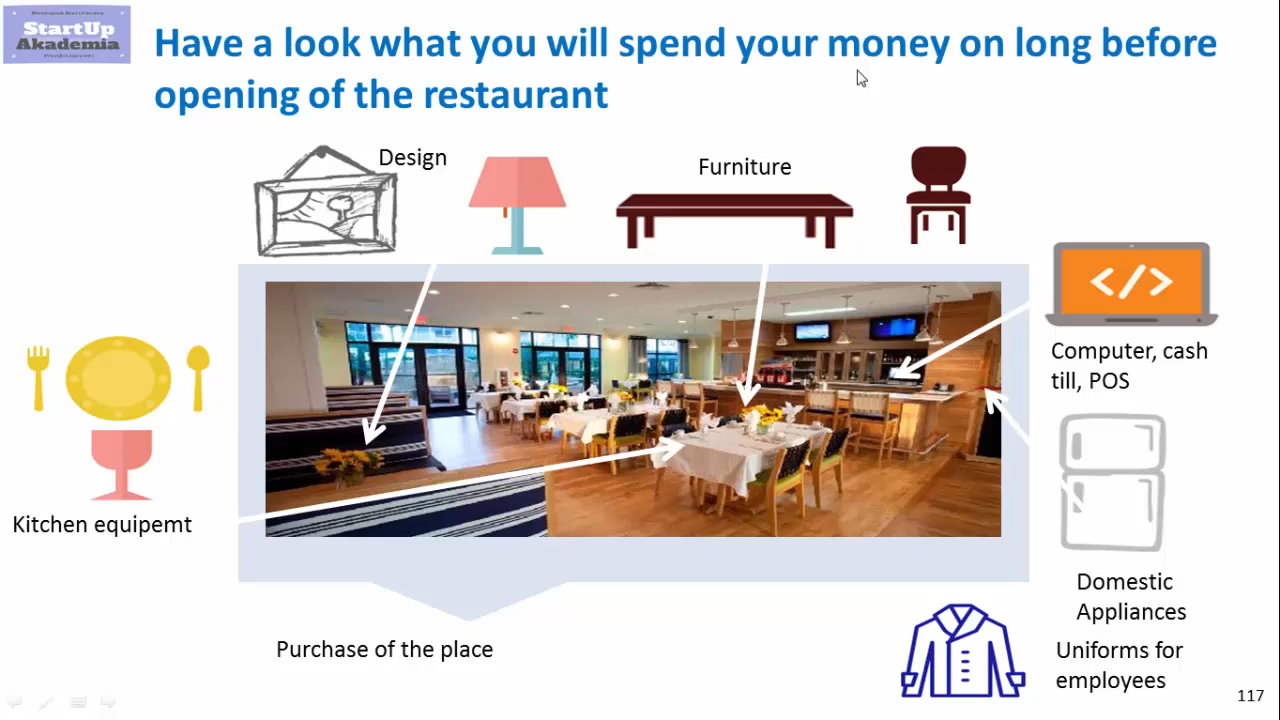 StartUp
Akademia
Have a look what you will spend your money on long before
opening of the restaurant
Design
Furniture
</>
Computer, cash
till, POS
Kitchen equipemt
Domestic
Appliances
Purchase of the place
Uniforms for
employees
117